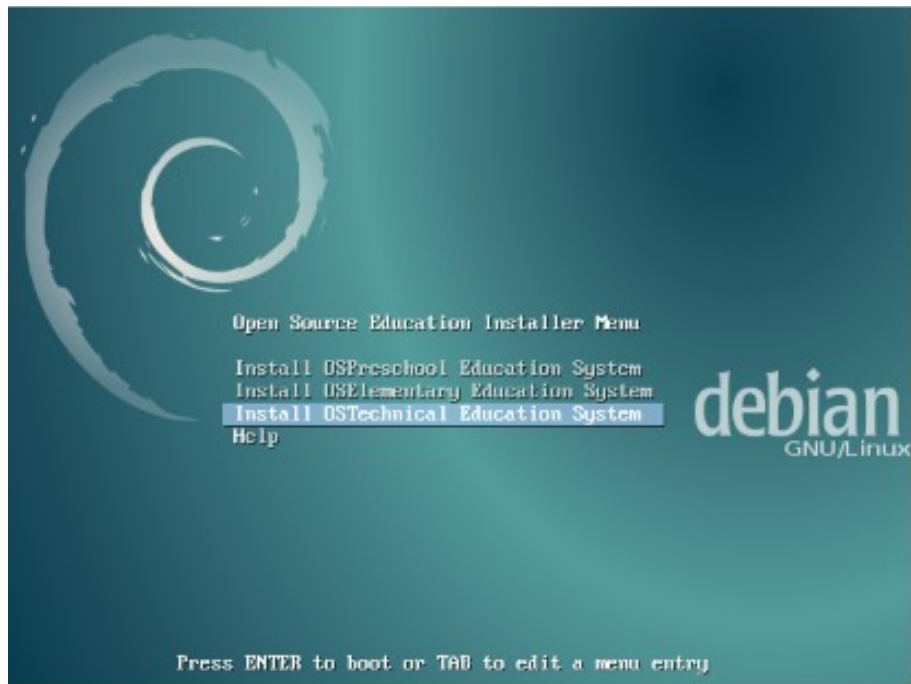 Open Source Education Installer Menu
Install OSPreschool Education System
Install OSElementary Education System
Install OSTechnical Education System
Help
debian
GNU/Linux
Press ENTER to boot or TAB to edit a menu entry